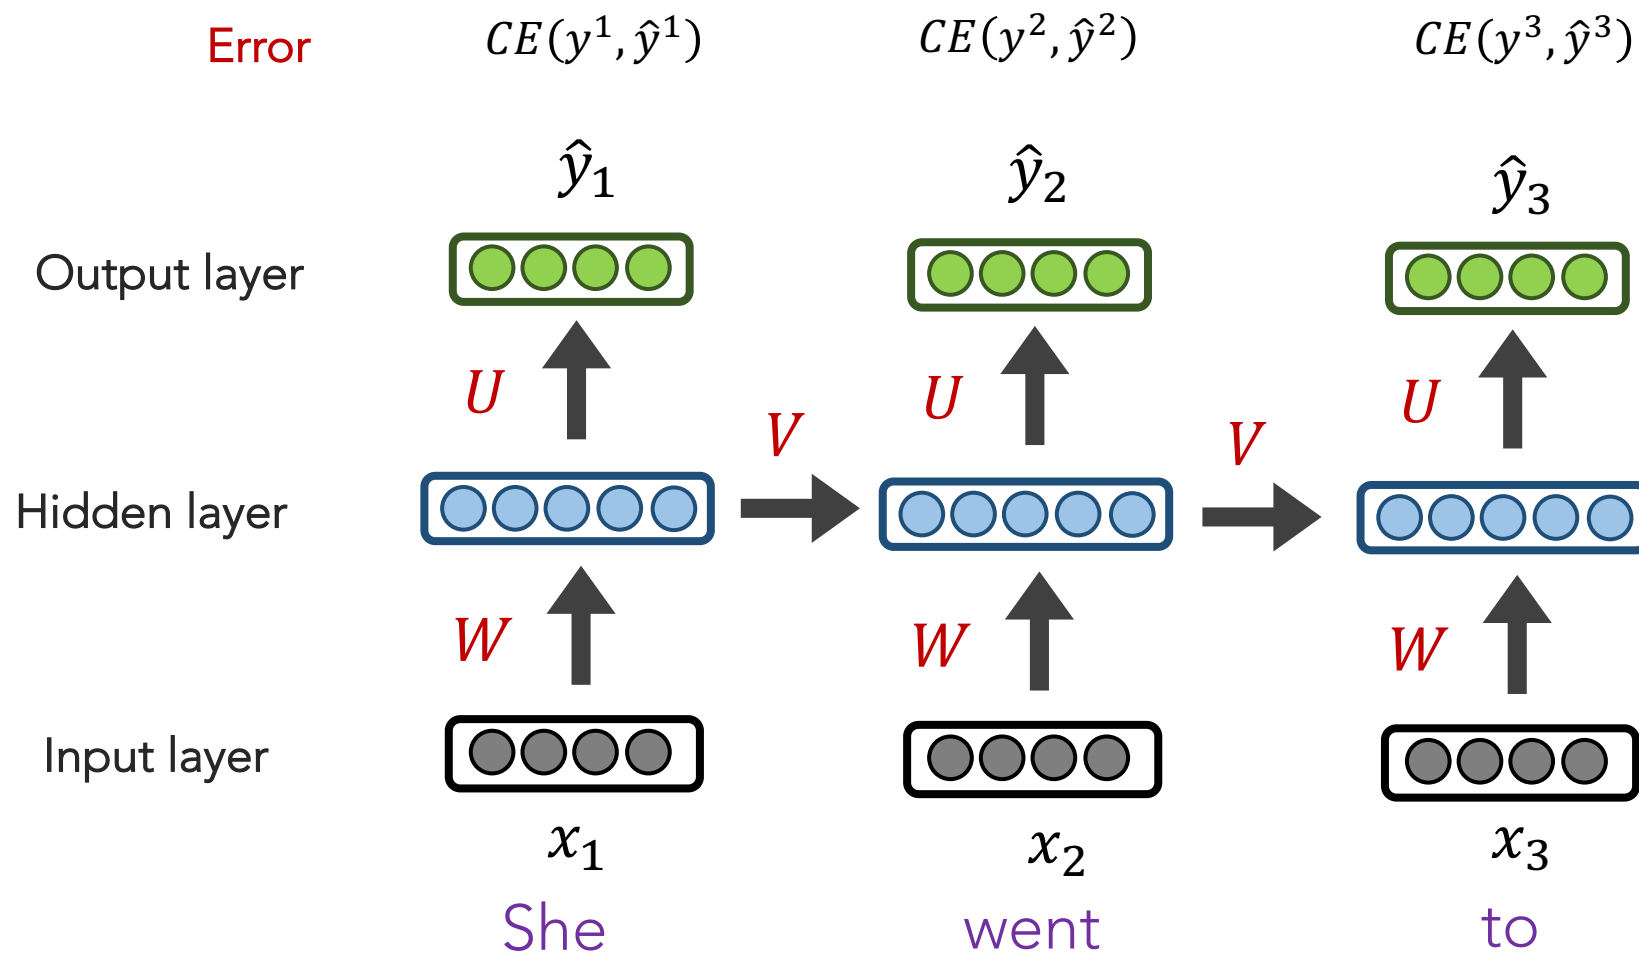 Error CE(y¹, ŷ¹) CE(y², ŷ²) CE(y³, ŷ³)
ŷ₁ ŷ₂ ŷ₃
Output layer
U U U
V V
Hidden layer
W W W
Input layer
x₁ x₂ x₃
She went to